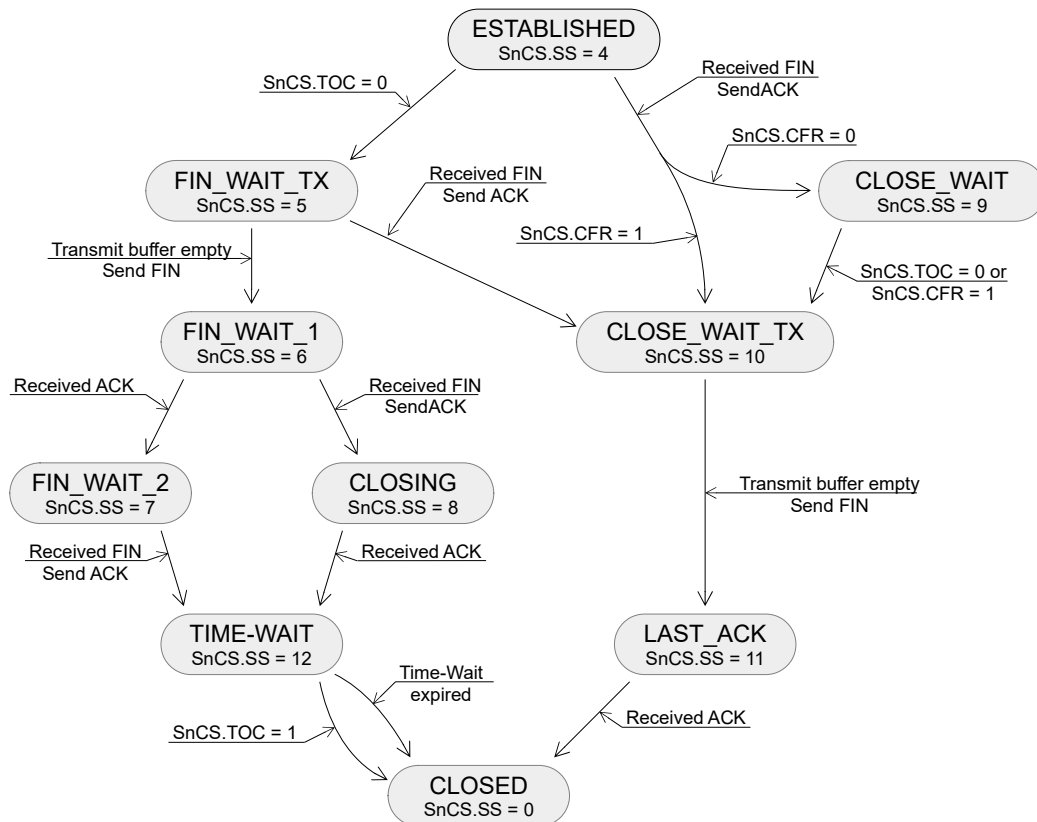 ESTABLISHED
SnCS.SS = 4
SnCS.TOC = 0
Received FIN
SendACK
SnCS.CFR = 0
FIN_WAIT_TX
SnCS.SS = 5
Received FIN
Send ACK
CLOSE_WAIT
SnCS.SS = 9
SnCS.CFR = 1
Transmit buffer empty
Send FIN
SnCS.TOC = 0 or
SnCS.CFR = 1
FIN_WAIT_1
SnCS.SS = 6
CLOSE_WAIT_TX
SnCS.SS = 10
Received ACK
Received FIN
SendACK
FIN_WAIT_2
SnCS.SS = 7
CLOSING
SnCS.SS = 8
Transmit buffer empty
Send FIN
Received FIN
Send ACK
Received ACK
TIME-WAIT
SnCS.SS = 12
LAST_ACK
SnCS.SS = 11
Time-Wait
expired
SnCS.TOC = 1
Received ACK
CLOSED
SnCS.SS = 0